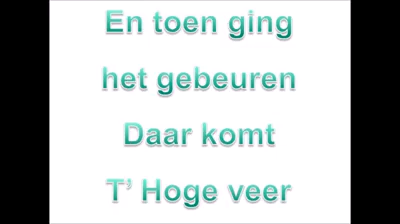 En toen ging
het gebeuren
Daar komt
T’ Hoge veer